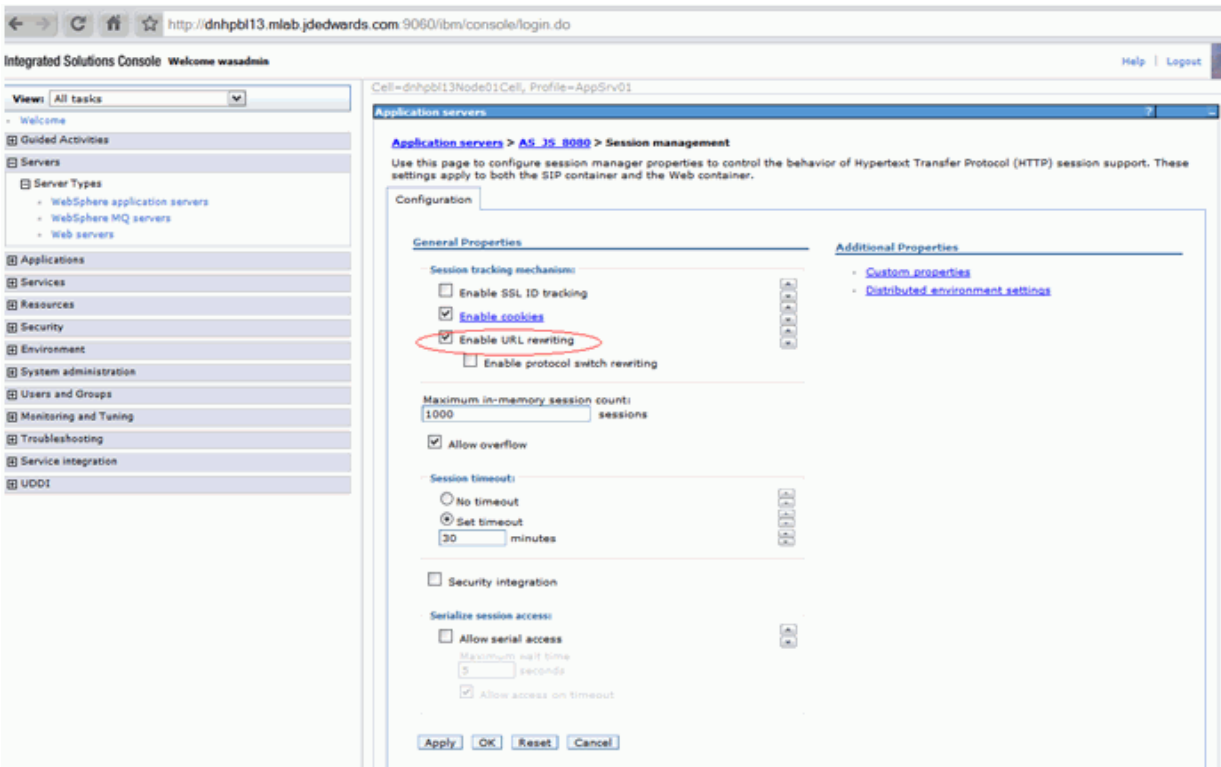 http://dnhpbl13.mlab.jdedwards.com:9060/ibm/console/login.do
Integrated Solutions Console Welcome wasadmin
Help | Logout
View: All tasks
Welcome
Guided Activities
Servers
Server Types
WebSphere application servers
WebSphere MQ servers
Web servers
Applications
Services
Resources
Security
Environment
System administration
Users and Groups
Monitoring and Tuning
Troubleshooting
Service integration
UDDI
Cell=dnhpbl13Node01Cell, Profile=AppSrv01
Application servers
?
Application servers > AS_JS_8080 > Session management
Use this page to configure session manager properties to control the behavior of Hypertext Transfer Protocol (HTTP) session support. These
settings apply to both the SIP container and the Web container.
Configuration
General Properties
Session tracking mechanism:
Enable SSL ID tracking
Enable cookies
Enable URL rewriting
Enable protocol switch rewriting
Maximum in-memory session count:
1000 sessions
Allow overflow
Session timeout:
No timeout
Set timeout
30 minutes
Security integration
Serialize session access:
Allow serial access
Maximum wait time
5 seconds
Allow access on timeout
Apply OK Reset Cancel
Additional Properties
Custom properties
Distributed environment settings